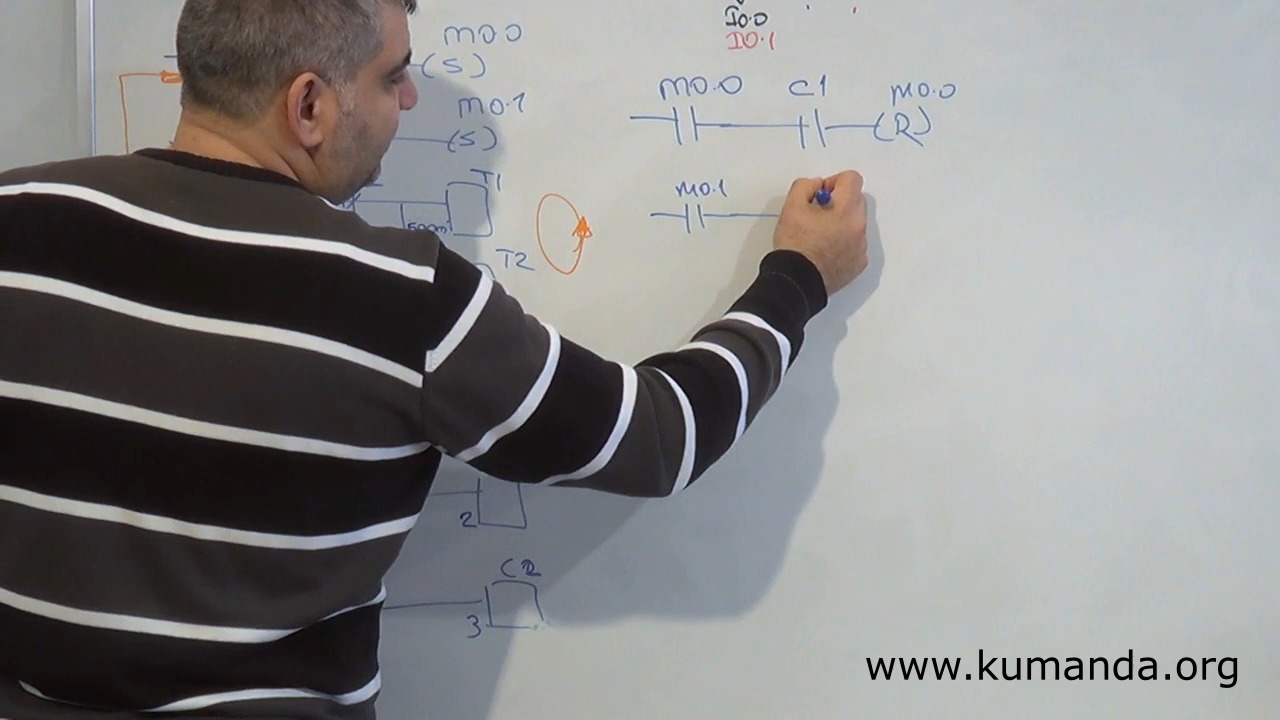 I0.0
I0.1
M0.0
(S)
M0.1
(S)
T1
500m
T2
2
C2
3
M0.0 C1 M0.0
(R)
M0.1
www.kumanda.org